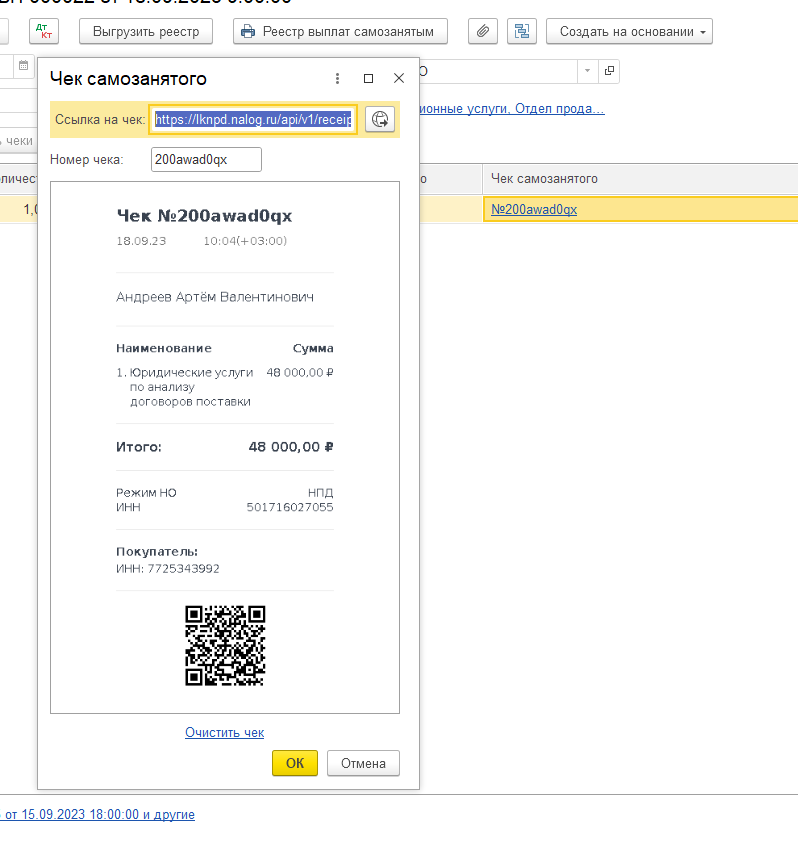 Выгрузить реестр
Реестр выплат самозанятым
Создать на основании
Чек самозанятого
О
Ссылка на чек: https://lknpd.nalog.ru/api/v1/receip
ионные услуги. Отдел прода...
чеки
Номер чека: 200awad0qx
Чек самозанятого
1,0
№200awad0qx
Чек №200awad0qx
18.09.23 10:04(+03:00)
Андреев Артём Валентинович
Наименование Сумма
1. Юридические услуги 48 000,00 ₽
по анализу
договоров поставки
Итого: 48 000,00 ₽
Режим НО НПД
ИНН 501716027055
Покупатель:
ИНН: 7725343992
Очистить чек
ОК Отмена
от 15.09.2023 18:00:00 и другие